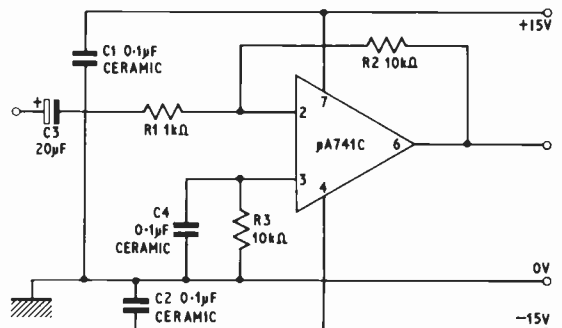 +15V
C1 0·1µF
CERAMIC
R2 10kΩ
7
+
C3
20µF
R1 1kΩ
2
µA741C
6
3
4
C4
0·1µF
CERAMIC
R3
10kΩ
0V
C2 0·1µF
CERAMIC
−15V